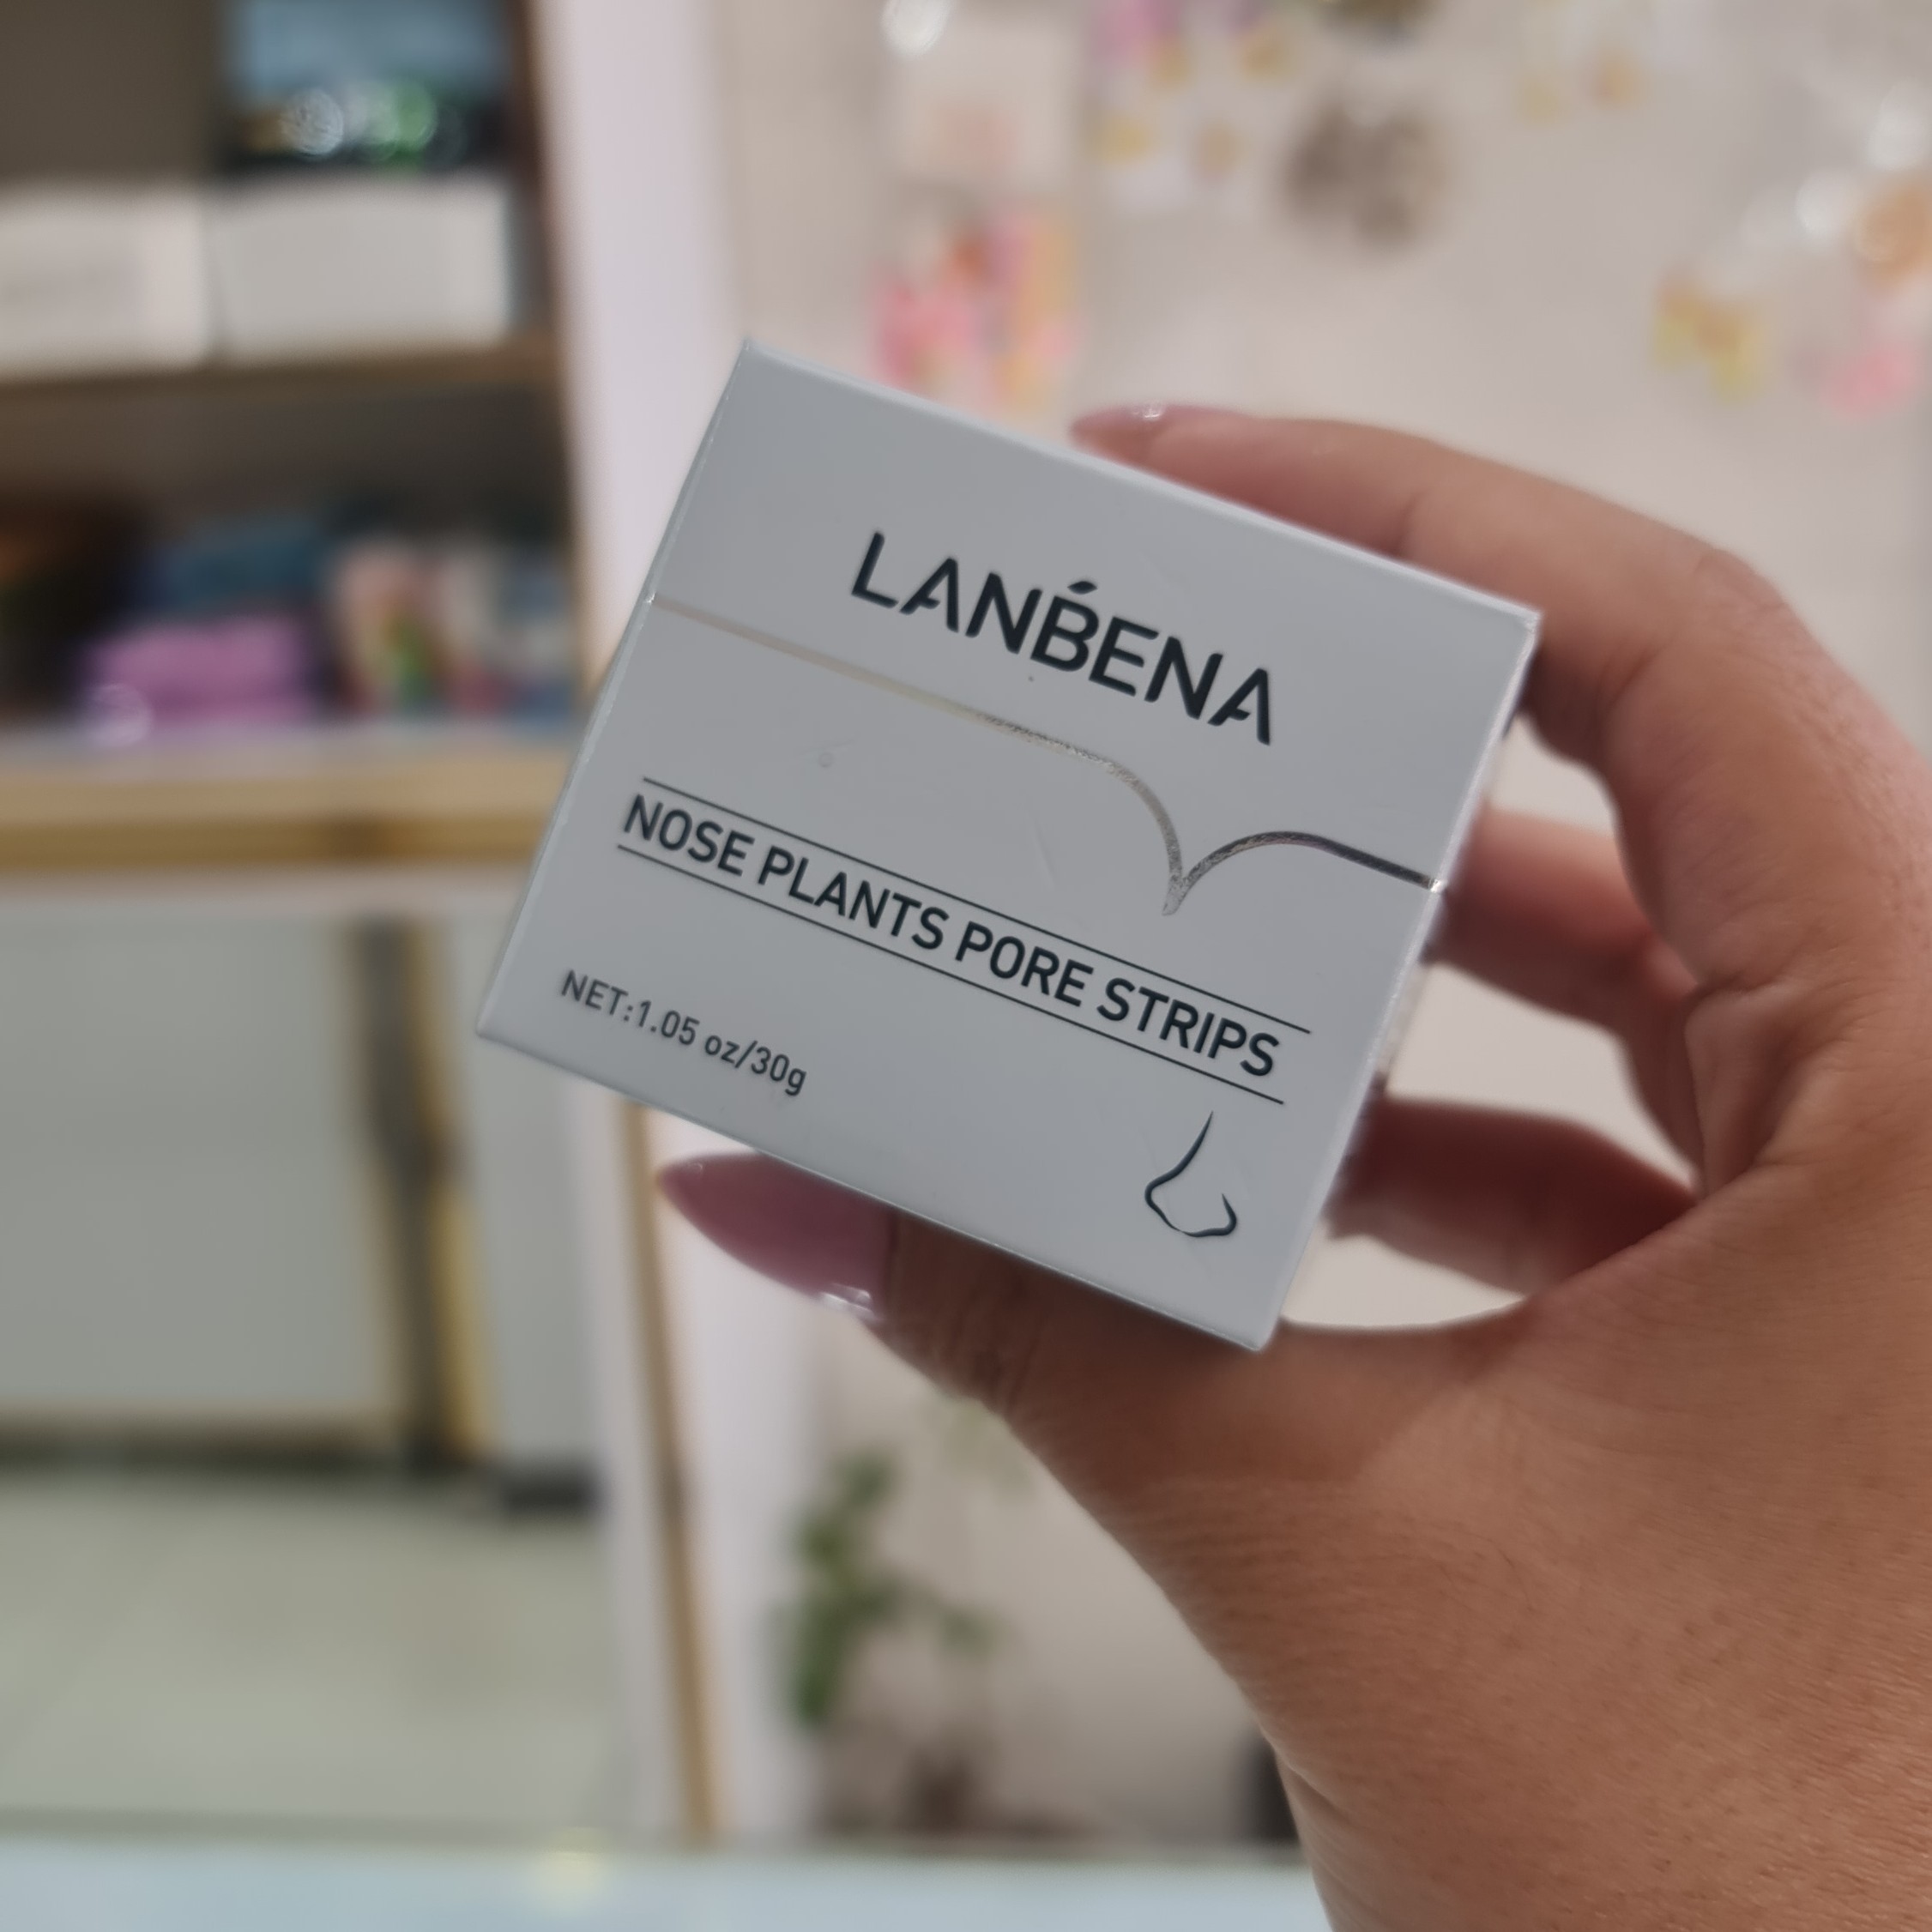 LANBENA
NOSE PLANTS PORE STRIPS
NET:1.05 oz/30g